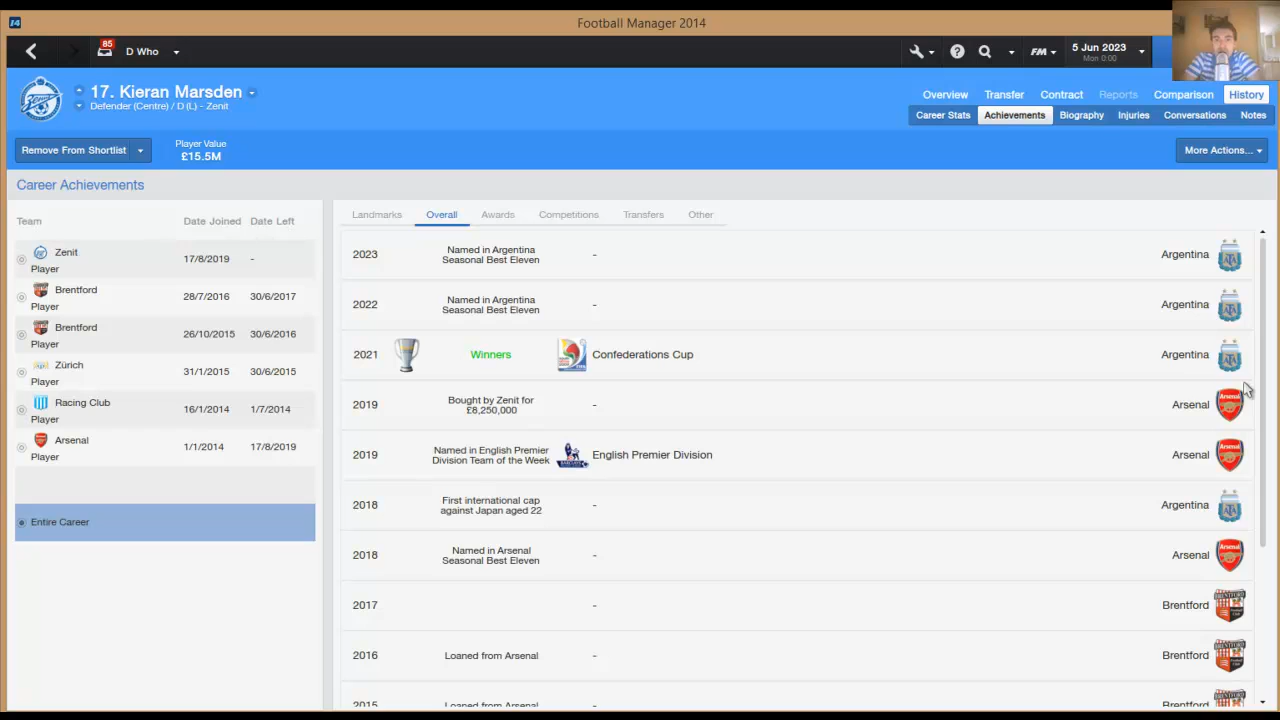 Football Manager 2014
85
D Who
FM
5 Jun 2023
Mon 0:00
17. Kieran Marsden
Defender (Centre) / D (L) - Zenit
Overview
Transfer
Contract
Reports
Comparison
History
Career Stats
Achievements
Biography
Injuries
Conversations
Notes
Remove From Shortlist
Player Value
£15.5M
More Actions...
Career Achievements
Team Date Joined Date Left
Zenit
Player
17/8/2019 -
Brentford
Player
28/7/2016 30/6/2017
Brentford
Player
26/10/2015 30/6/2016
Zürich
Player
31/1/2015 30/6/2015
Racing Club
Player
16/1/2014 1/7/2014
Arsenal
Player
1/1/2014 17/8/2019
Entire Career
Landmarks Overall Awards Competitions Transfers Other
2023 Named in Argentina
Seasonal Best Eleven
- Argentina
2022 Named in Argentina
Seasonal Best Eleven
- Argentina
2021 Winners Confederations Cup Argentina
2019 Bought by Zenit for
£8,250,000
- Arsenal
2019 Named in English Premier
Division Team of the Week
English Premier Division Arsenal
2018 First international cap
against Japan aged 22
- Argentina
2018 Named in Arsenal
Seasonal Best Eleven
- Arsenal
2017 - Brentford
2016 Loaned from Arsenal - Brentford
2015 Loaned from Arsenal - Brentford